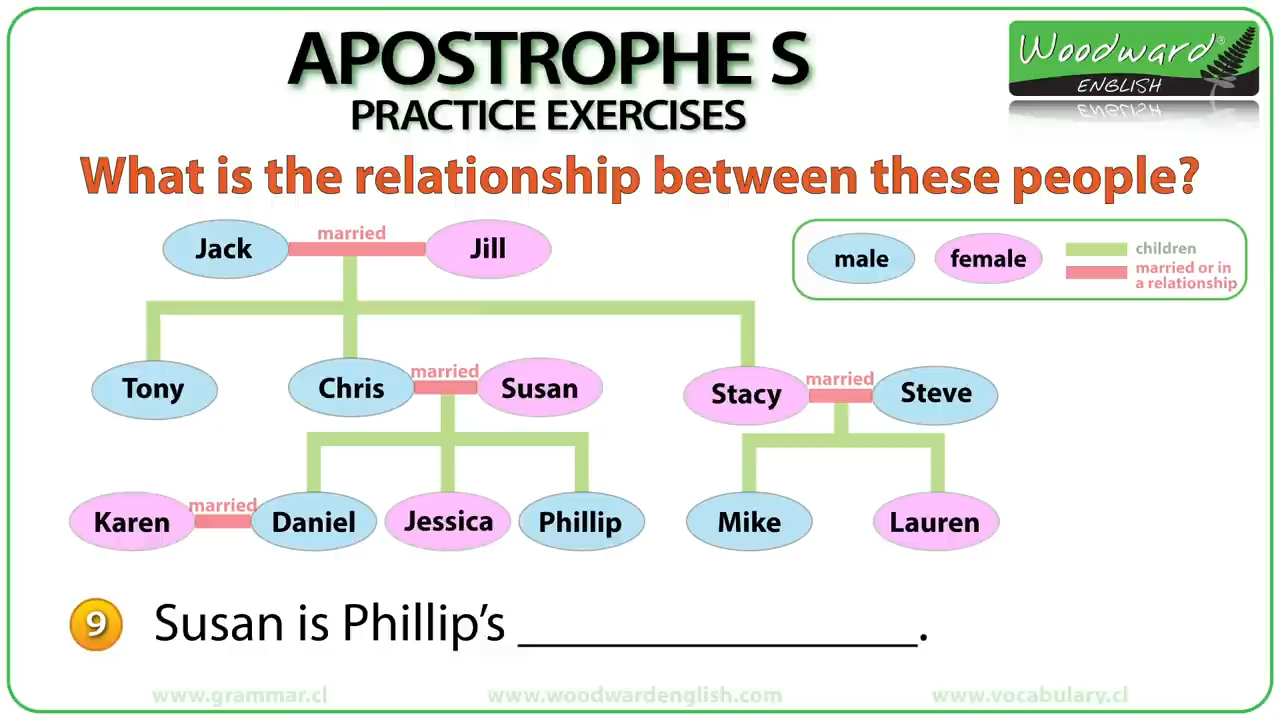 APOSTROPHE S
PRACTICE EXERCISES
Woodward®
ENGLISH
What is the relationship between these people?
Jack married Jill
male female children
married or in
a relationship
Tony Chris married Susan Stacy married Steve
Karen married Daniel Jessica Phillip Mike Lauren
9 Susan is Phillip's ________________.
www.grammar.cl www.woodwardenglish.com www.vocabulary.cl